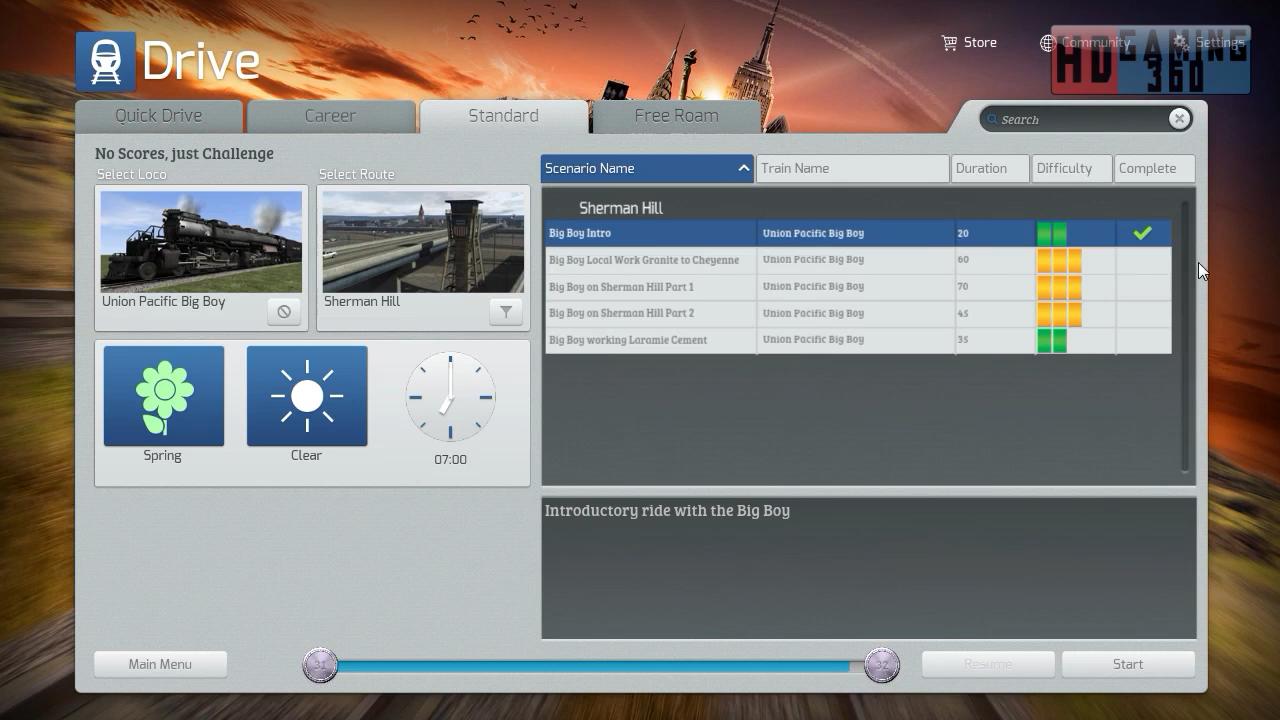 Drive
Store
Community
Settings
HD GAMING 360
Quick Drive
Career
Standard
Free Roam
Search
No Scores, just Challenge
Select Loco
Select Route
Union Pacific Big Boy
Sherman Hill
Spring
Clear
07:00
Scenario Name
Train Name
Duration
Difficulty
Complete
Sherman Hill
Big Boy Intro Union Pacific Big Boy 20
Big Boy Local Work Granite to Cheyenne Union Pacific Big Boy 60
Big Boy on Sherman Hill Part 1 Union Pacific Big Boy 70
Big Boy on Sherman Hill Part 2 Union Pacific Big Boy 45
Big Boy working Laramie Cement Union Pacific Big Boy 35
Introductory ride with the Big Boy
Main Menu
31
32
Resume
Start